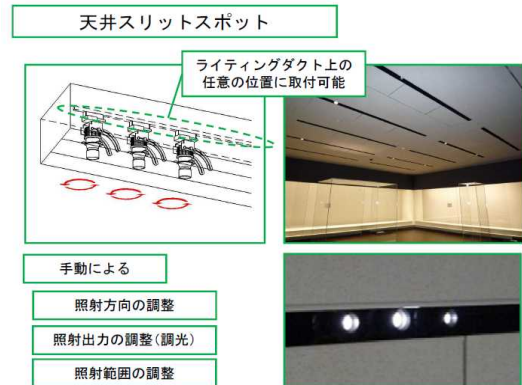 天井スリットスポット
ライティングダクト上の
任意の位置に取付可能
手動による
照射方向の調整
照射出力の調整(調光)
照射範囲の調整